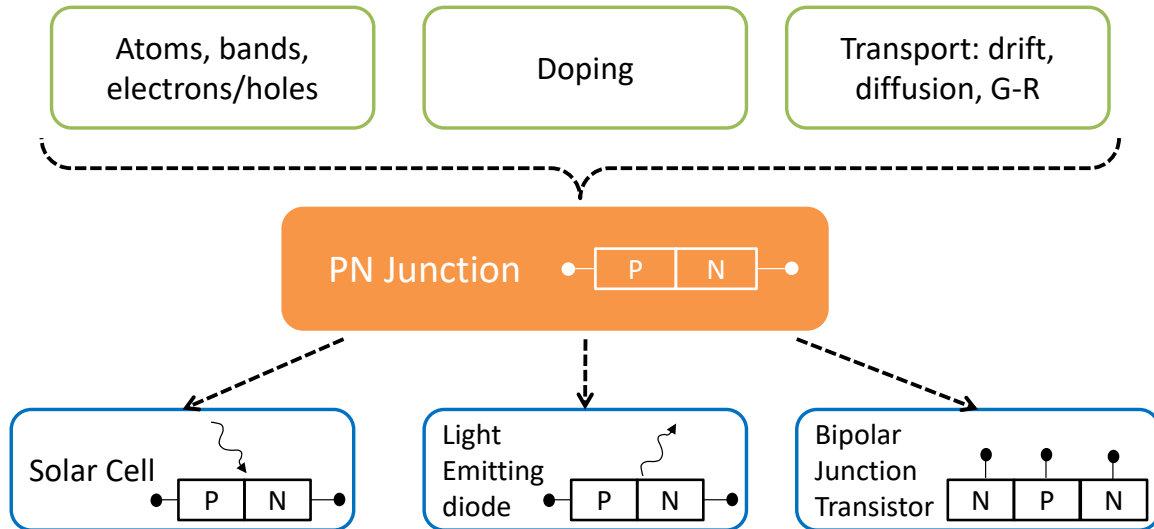 Atoms, bands,
electrons/holes
Doping
Transport: drift,
diffusion, G-R
PN Junction
P N
Solar Cell
P N
Light
Emitting
diode
P N
Bipolar
Junction
Transistor
N P N